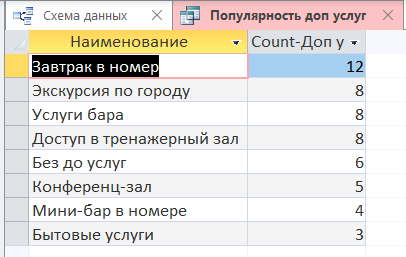 Схема данных Популярность доп услуг
Наименование Count-Доп у
Завтрак в номер 12
Экскурсия по городу 8
Услуги бара 8
Доступ в тренажерный зал 8
Без до услуг 6
Конференц-зал 5
Мини-бар в номере 4
Бытовые услуги 3